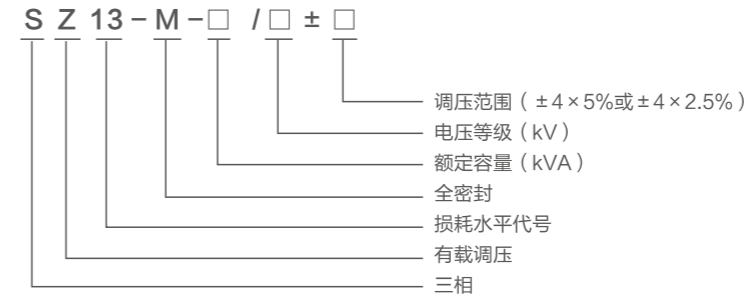 S Z 13-M-□ /□ ± □
调压范围（±4×5%或±4×2.5%）
电压等级（kV）
额定容量（kVA）
全密封
损耗水平代号
有载调压
三相